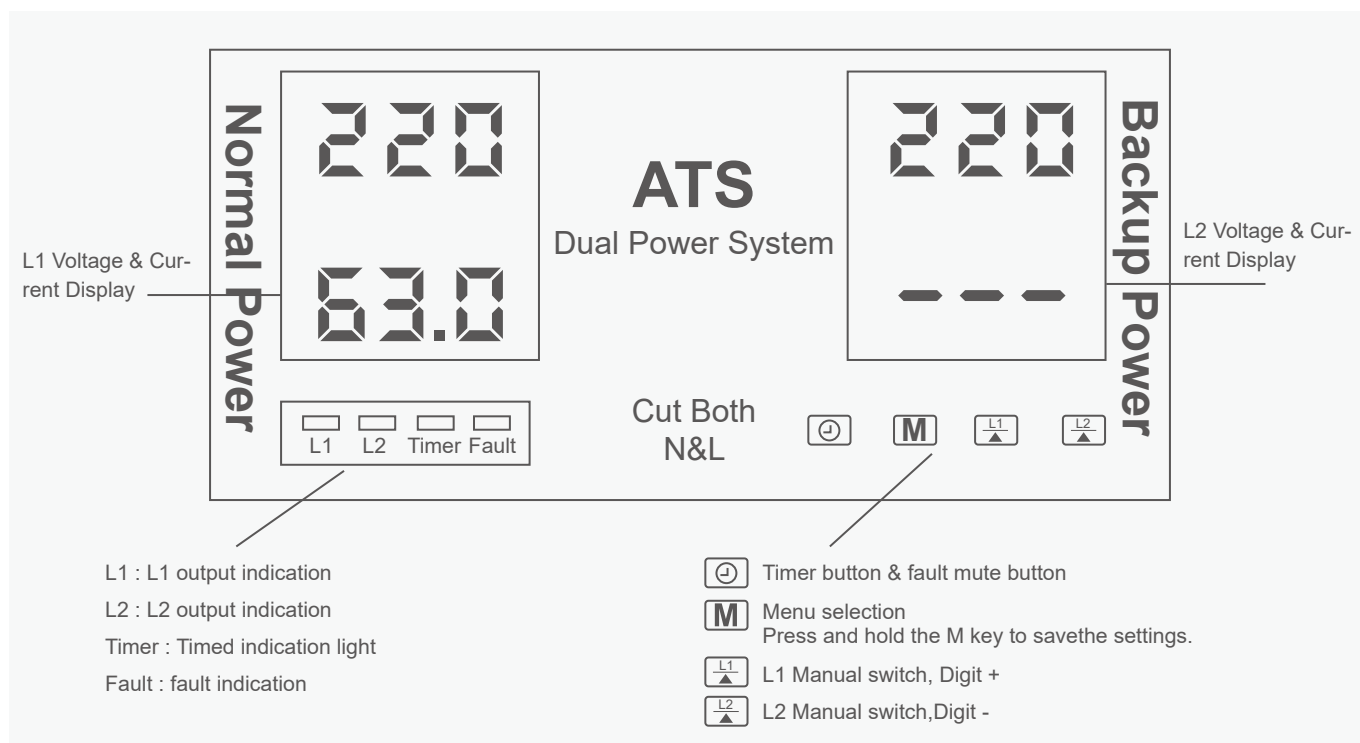 Normal Power
220
63.0
ATS
Dual Power System
220
---
Backup Power
L1 Voltage & Cur-
rent Display
L2 Voltage & Cur-
rent Display
L1 L2 Timer Fault
Cut Both
N&L
M
L1
L2
L1 : L1 output indication
L2 : L2 output indication
Timer : Timed indication light
Fault : fault indication
Timer button & fault mute button
M Menu selection
Press and hold the M key to savethe settings.
L1 L1 Manual switch, Digit +
L2 L2 Manual switch,Digit -